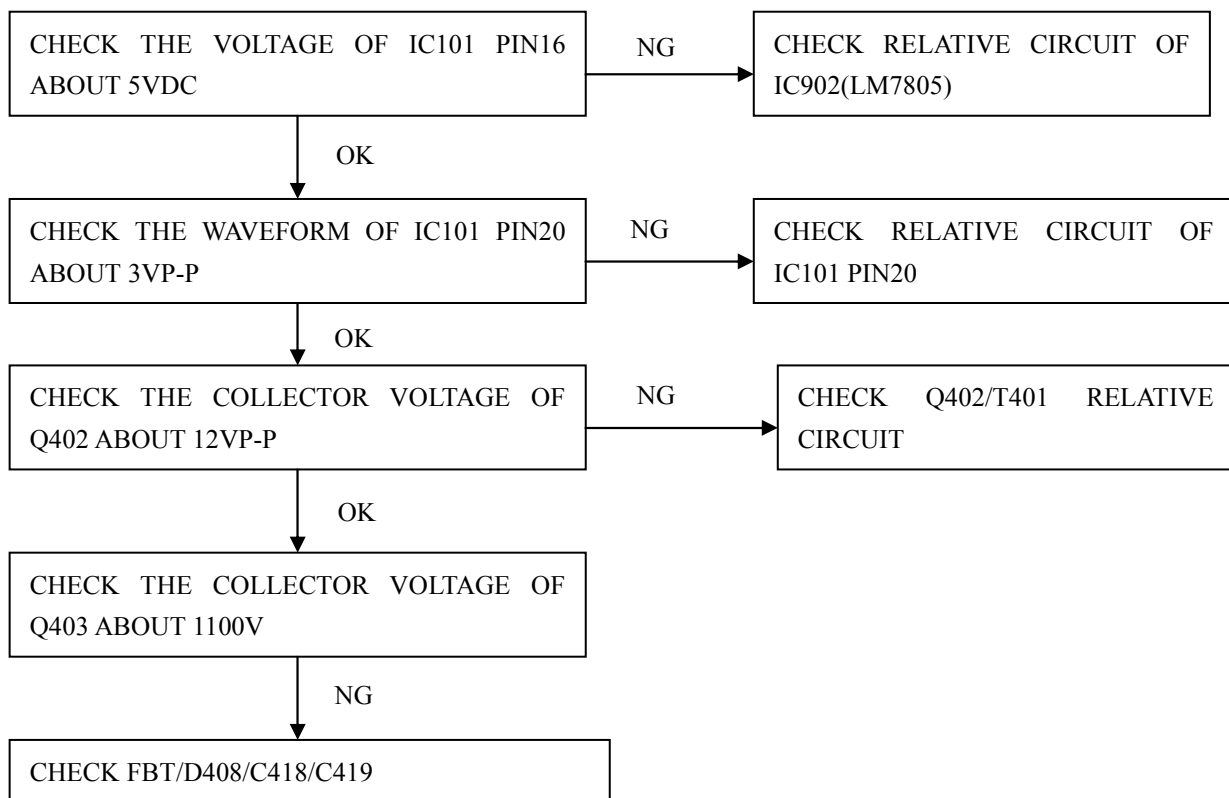 CHECK THE VOLTAGE OF IC101 PIN16
ABOUT 5VDC
NG
CHECK RELATIVE CIRCUIT OF
IC902(LM7805)
OK
CHECK THE WAVEFORM OF IC101 PIN20
ABOUT 3VP-P
NG
CHECK RELATIVE CIRCUIT OF
IC101 PIN20
OK
CHECK THE COLLECTOR VOLTAGE OF
Q402 ABOUT 12VP-P
NG
CHECK Q402/T401 RELATIVE
CIRCUIT
OK
CHECK THE COLLECTOR VOLTAGE OF
Q403 ABOUT 1100V
NG
CHECK FBT/D408/C418/C419